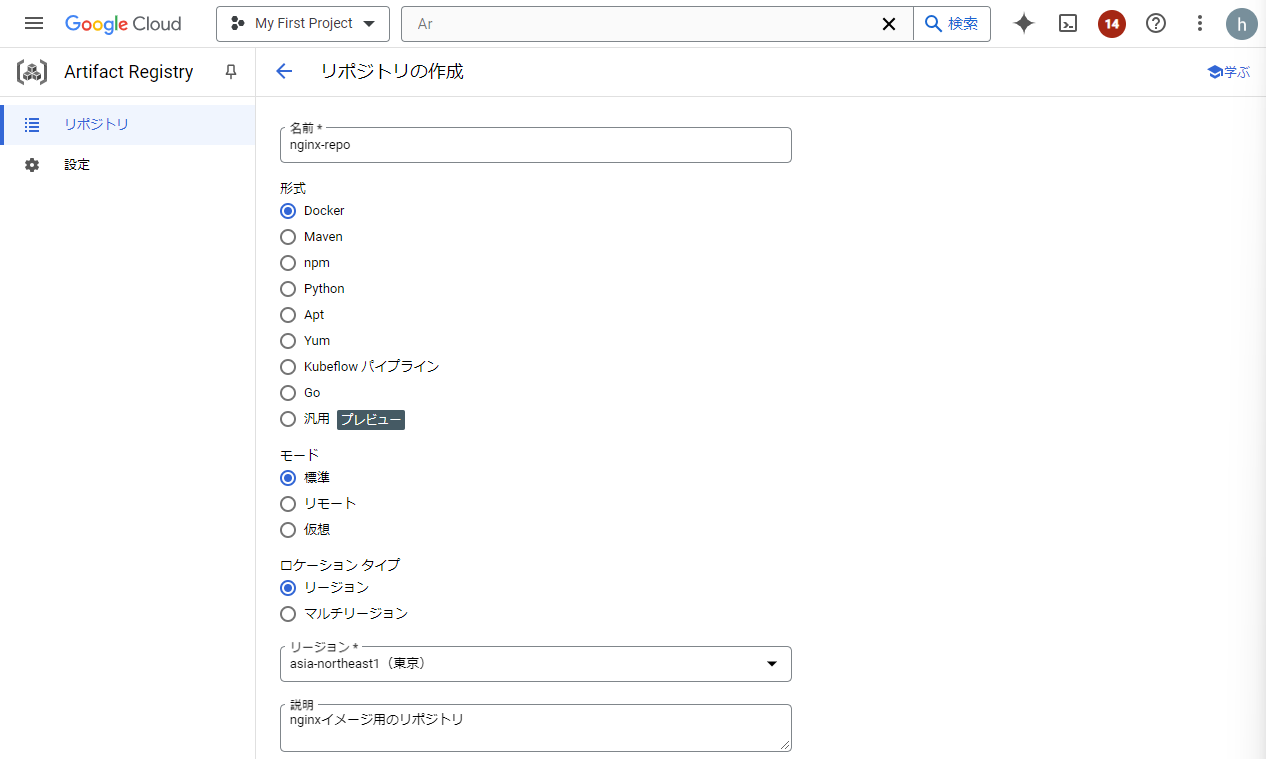 Google Cloud
My First Project
Ar
検索
14
h
Artifact Registry
リポジトリの作成
学ぶ
リポジトリ
設定
名前 *
nginx-repo
形式
Docker
Maven
npm
Python
Apt
Yum
Kubeflow パイプライン
Go
汎用 プレビュー
モード
標準
リモート
仮想
ロケーション タイプ
リージョン
マルチリージョン
リージョン *
asia-northeast1（東京）
説明
nginxイメージ用のリポジトリ